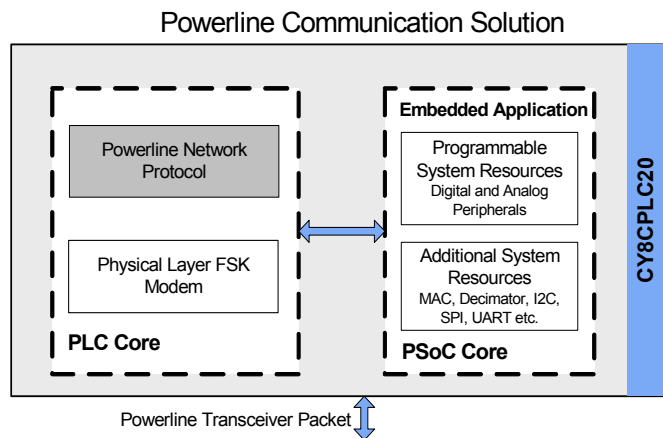 Powerline Communication Solution
Powerline Network
Protocol
Physical Layer FSK
Modem
PLC Core
Embedded Application
Programmable
System Resources
Digital and Analog
Peripherals
Additional System
Resources
MAC, Decimator, I2C,
SPI, UART etc.
PSoC Core
CY8CPLC20
Powerline Transceiver Packet